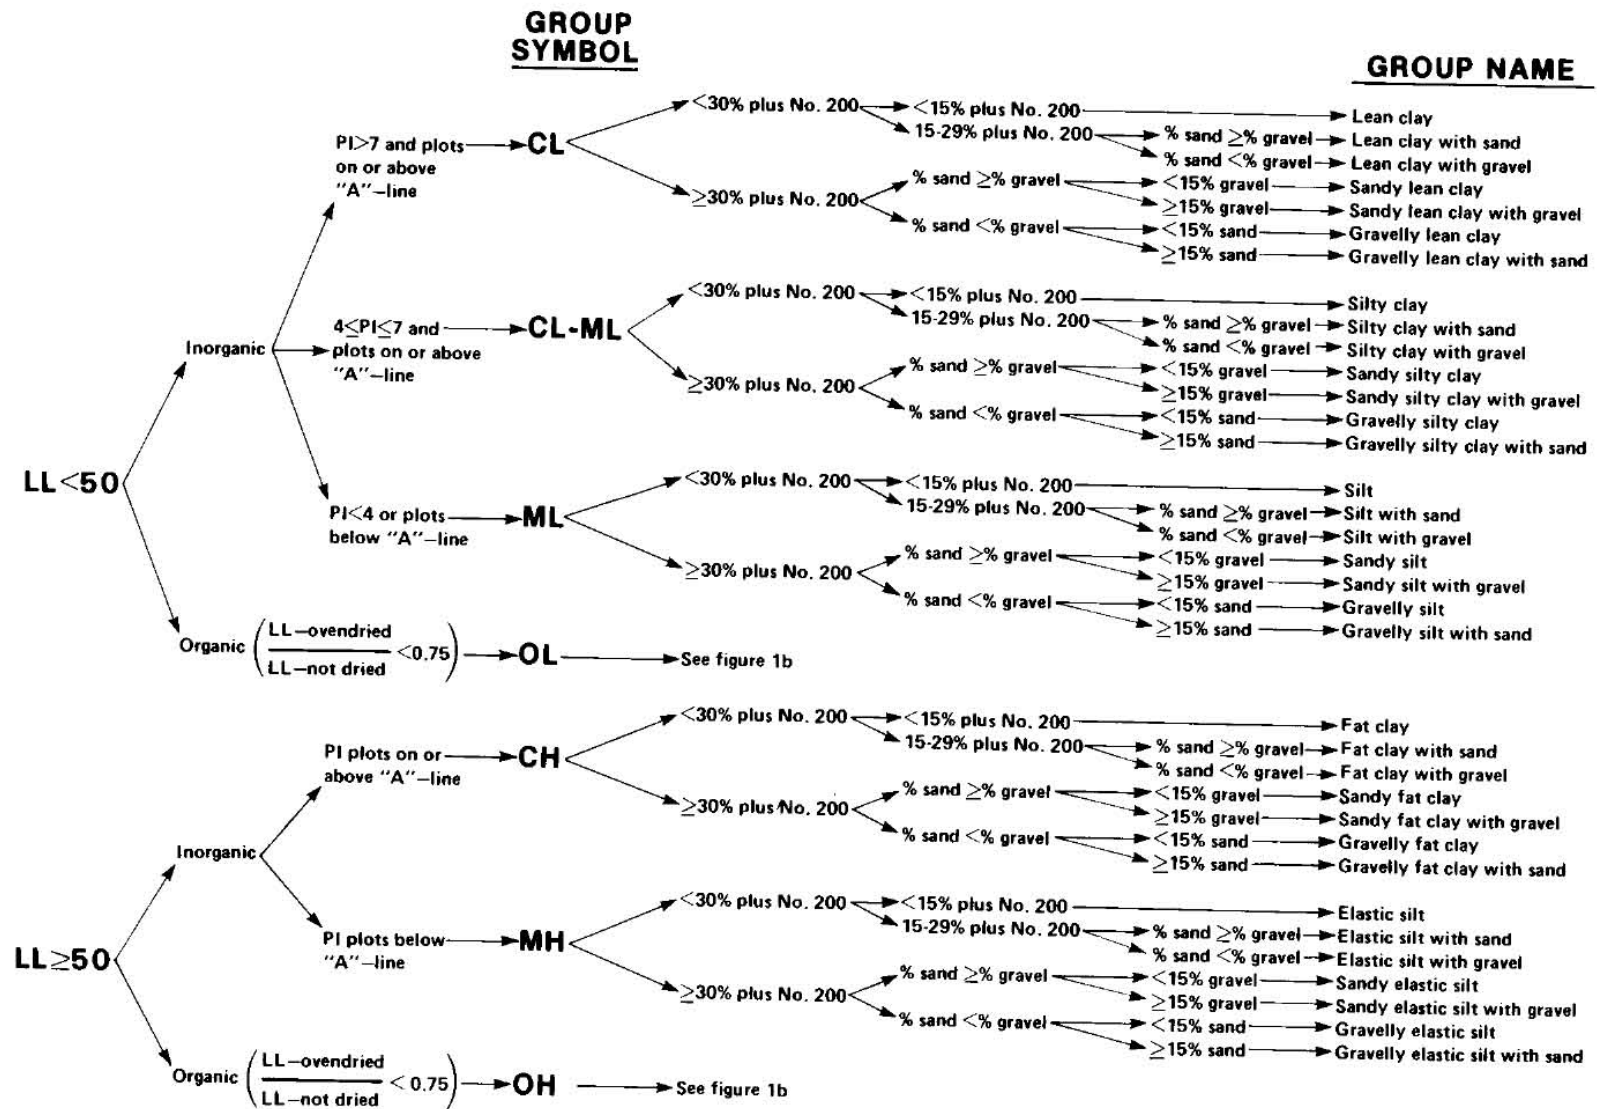 GROUP
SYMBOL
GROUP NAME
LL<50
Inorganic
PI>7 and plots
on or above
"A"—line
CL
<30% plus No. 200
<15% plus No. 200
Lean clay
15-29% plus No. 200
% sand ≥% gravel
Lean clay with sand
% sand <% gravel
Lean clay with gravel
≥30% plus No. 200
% sand ≥% gravel
<15% gravel
Sandy lean clay
≥15% gravel
Sandy lean clay with gravel
% sand <% gravel
<15% sand
Gravelly lean clay
≥15% sand
Gravelly lean clay with sand
4≤PI≤7 and
plots on or above
"A"—line
CL-ML
<30% plus No. 200
<15% plus No. 200
Silty clay
15-29% plus No. 200
% sand ≥% gravel
Silty clay with sand
% sand <% gravel
Silty clay with gravel
≥30% plus No. 200
% sand ≥% gravel
<15% gravel
Sandy silty clay
≥15% gravel
Sandy silty clay with gravel
% sand <% gravel
<15% sand
Gravelly silty clay
≥15% sand
Gravelly silty clay with sand
PI<4 or plots
below "A"—line
ML
<30% plus No. 200
<15% plus No. 200
Silt
15-29% plus No. 200
% sand ≥% gravel
Silt with sand
% sand <% gravel
Silt with gravel
≥30% plus No. 200
% sand ≥% gravel
<15% gravel
Sandy silt
≥15% gravel
Sandy silt with gravel
% sand <% gravel
<15% sand
Gravelly silt
≥15% sand
Gravelly silt with sand
Organic (LL—ovendried
LL—not dried <0.75)
OL
See figure 1b
LL≥50
Inorganic
PI plots on or
above "A"—line
CH
<30% plus No. 200
<15% plus No. 200
Fat clay
15-29% plus No. 200
% sand ≥% gravel
Fat clay with sand
% sand <% gravel
Fat clay with gravel
≥30% plus No. 200
% sand ≥% gravel
<15% gravel
Sandy fat clay
≥15% gravel
Sandy fat clay with gravel
% sand <% gravel
<15% sand
Gravelly fat clay
≥15% sand
Gravelly fat clay with sand
PI plots below
"A"—line
MH
<30% plus No. 200
<15% plus No. 200
Elastic silt
15-29% plus No. 200
% sand ≥% gravel
Elastic silt with sand
% sand <% gravel
Elastic silt with gravel
≥30% plus No. 200
% sand ≥% gravel
<15% gravel
Sandy elastic silt
≥15% gravel
Sandy elastic silt with gravel
% sand <% gravel
<15% sand
Gravelly elastic silt
≥15% sand
Gravelly elastic silt with sand
Organic (LL—ovendried
LL—not dried < 0.75)
OH
See figure 1b